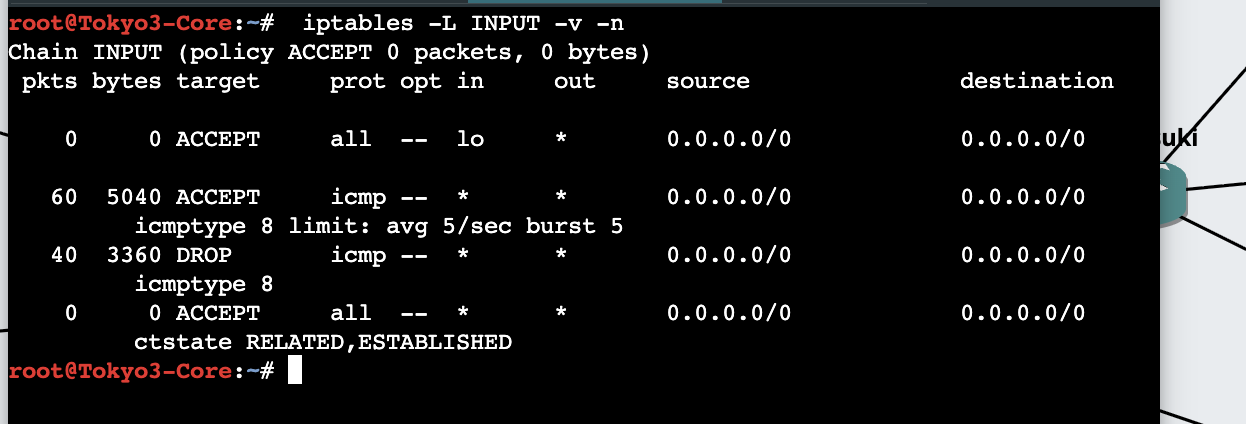 root@Tokyo3-Core:~#  iptables -L INPUT -v -n
Chain INPUT (policy ACCEPT 0 packets, 0 bytes)
 pkts bytes target     prot opt in     out     source               destination
    0     0 ACCEPT     all  --  lo     *       0.0.0.0/0            0.0.0.0/0
   60  5040 ACCEPT     icmp --  *      *       0.0.0.0/0            0.0.0.0/0
         icmptype 8 limit: avg 5/sec burst 5
   40  3360 DROP       icmp --  *      *       0.0.0.0/0            0.0.0.0/0
         icmptype 8
    0     0 ACCEPT     all  --  *      *       0.0.0.0/0            0.0.0.0/0
         ctstate RELATED,ESTABLISHED
root@Tokyo3-Core:~#
uki